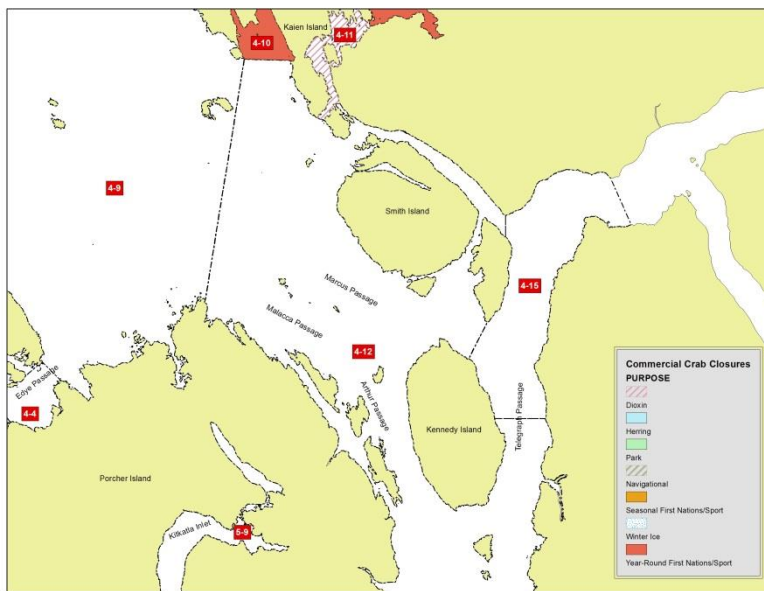 Kaien Island
4-10
4-11
4-9
Smith Island
4-15
Marcus Passage
Malacca Passage
4-12
Edye Passage
4-4
Arthur Passage
Kennedy Island
Telegraph Passage
Porcher Island
Kitkatla Inlet
5-9
Commercial Crab Closures
PURPOSE
Dioxin
Herring
Park
Navigational
Seasonal First Nations/Sport
Winter Ice
Year-Round First Nations/Sport